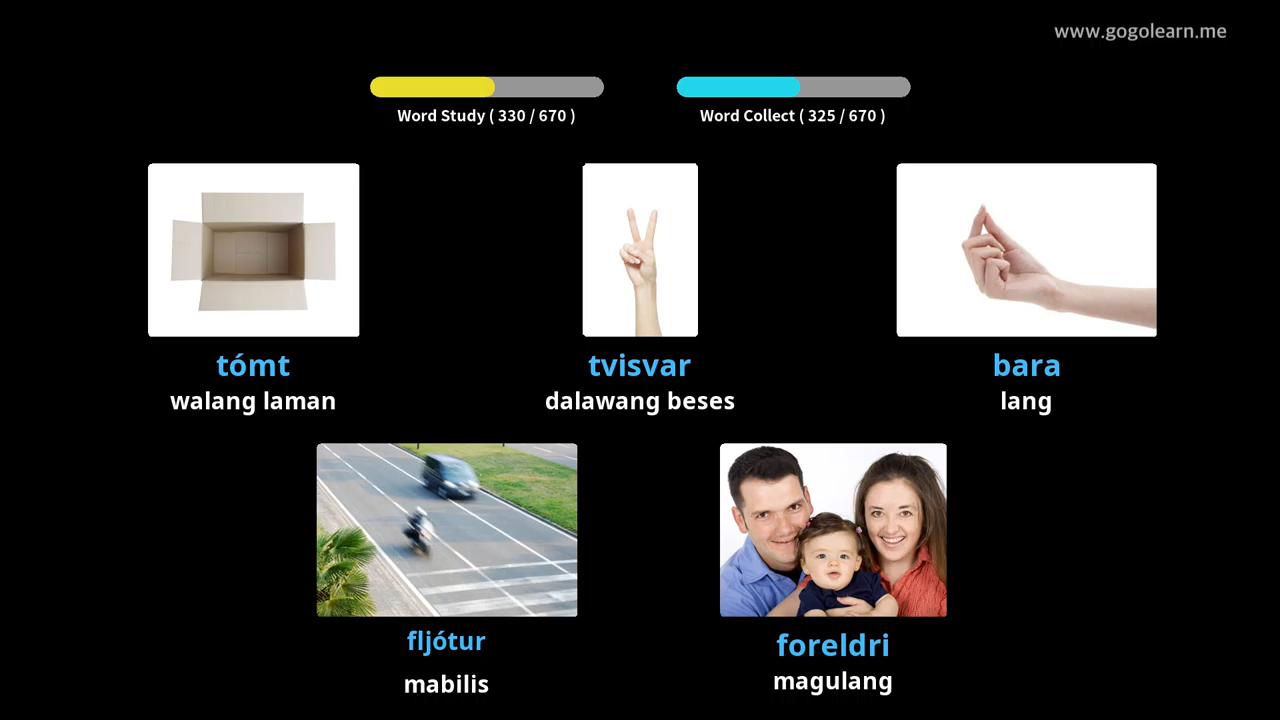 www.gogolearn.me
Word Study ( 330 / 670 )
Word Collect ( 325 / 670 )
tómt
walang laman
tvisvar
dalawang beses
bara
lang
fljótur
mabilis
foreldri
magulang